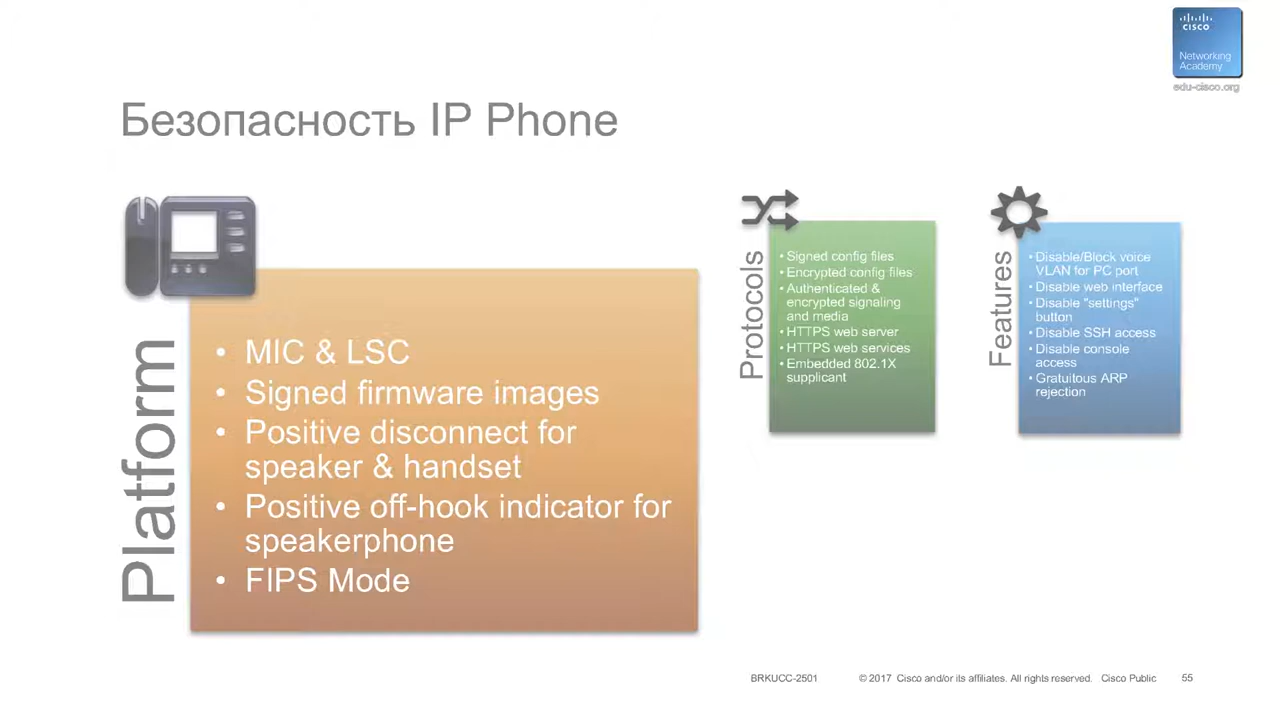 cisco
Networking
Academy
edu-cisco.org
Безопасность IP Phone
Platform
• MIC & LSC
• Signed firmware images
• Positive disconnect for
speaker & handset
• Positive off-hook indicator for
speakerphone
• FIPS Mode
Protocols
• Signed config files
• Encrypted config files
• Authenticated &
encrypted signaling
and media
• HTTPS web server
• HTTPS web services
• Embedded 802.1X
supplicant
Features
• Disable/Block voice
VLAN for PC port
• Disable web interface
• Disable "settings"
button
• Disable SSH access
• Disable console
access
• Gratuitous ARP
rejection
BRKUCC-2501 © 2017 Cisco and/or its affiliates. All rights reserved. Cisco Public 55